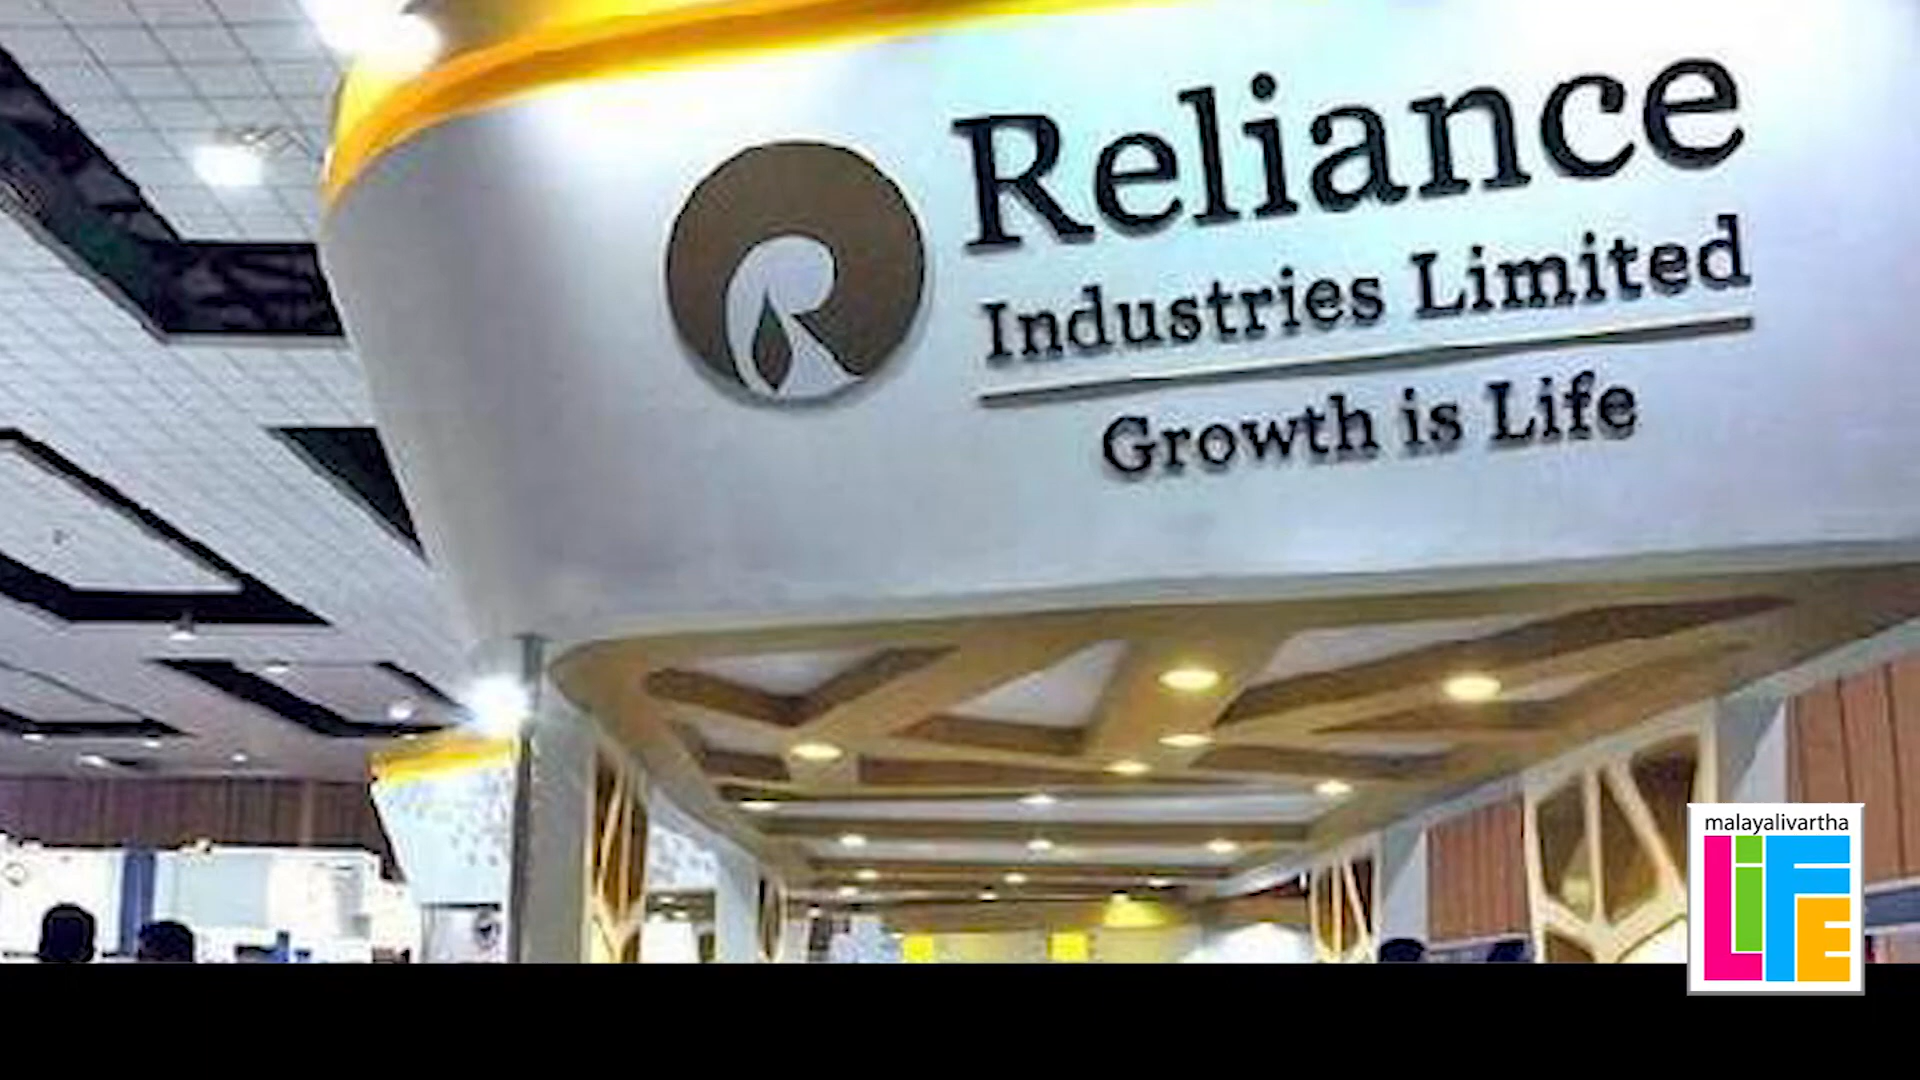 Reliance
Industries Limited
Growth is Life
malayalivartha
LiFE